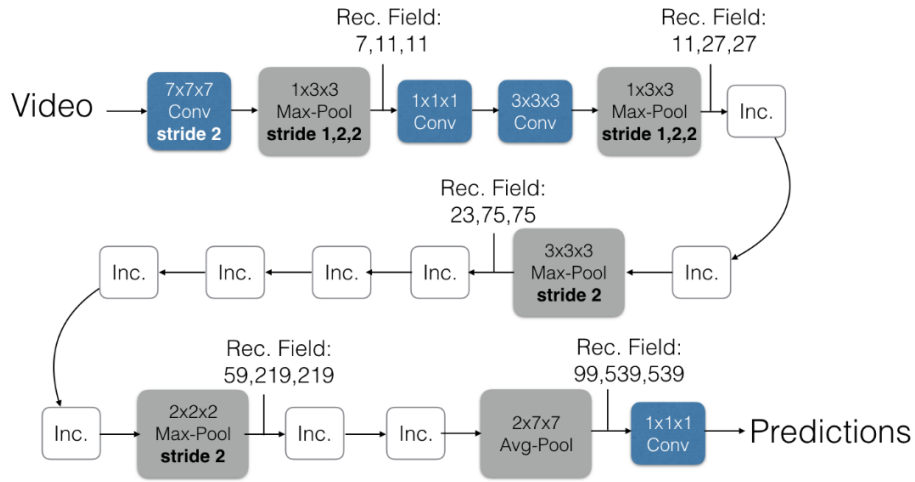 Rec. Field:
7,11,11
Rec. Field:
11,27,27
Video
7x7x7
Conv
stride 2
1x3x3
Max-Pool
stride 1,2,2
1x1x1
Conv
3x3x3
Conv
1x3x3
Max-Pool
stride 1,2,2
Inc.
Rec. Field:
23,75,75
Inc.
Inc.
Inc.
Inc.
3x3x3
Max-Pool
stride 2
Inc.
Rec. Field:
59,219,219
Rec. Field:
99,539,539
Inc.
2x2x2
Max-Pool
stride 2
Inc.
Inc.
2x7x7
Avg-Pool
1x1x1
Conv
Predictions